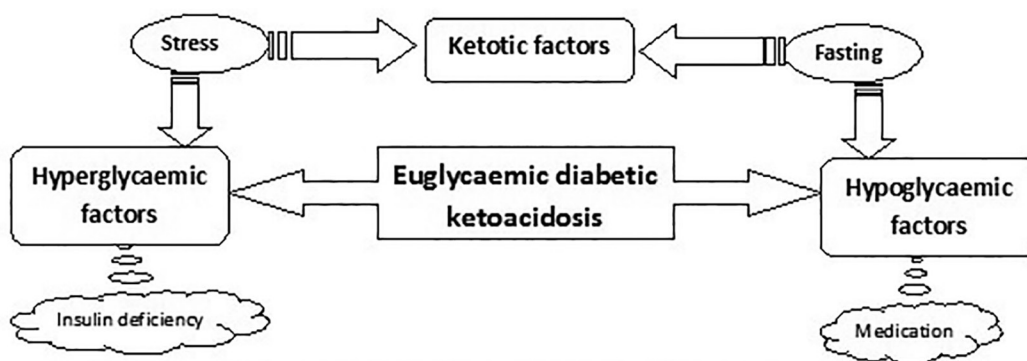 Stress
Ketotic factors
Fasting
Hyperglycaemic
factors
Euglycaemic diabetic
ketoacidosis
Hypoglycaemic
factors
Insulin deficiency
Medication